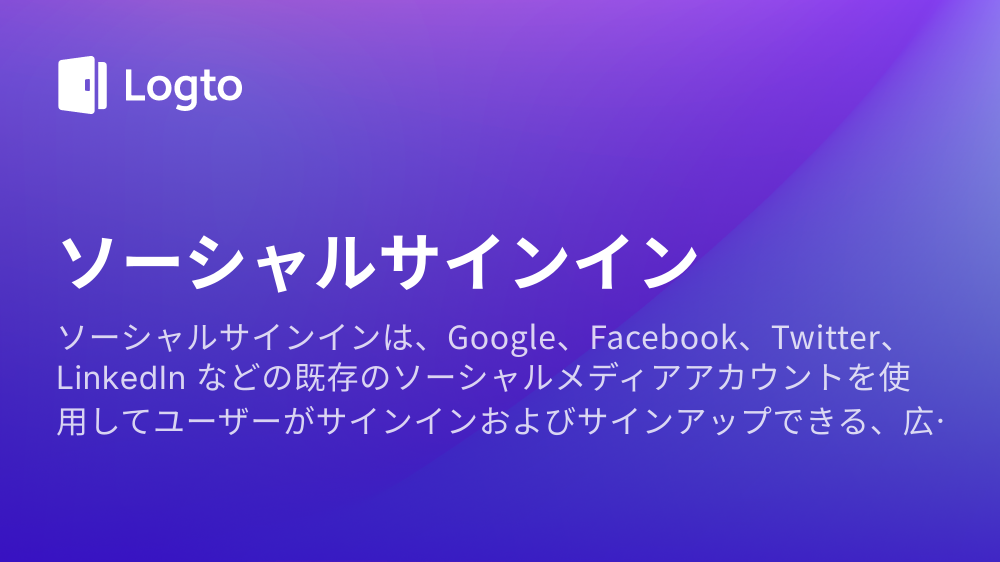 Logto
ソーシャルサインイン
ソーシャルサインインは、Google、Facebook、Twitter、
LinkedIn などの既存のソーシャルメディアアカウントを使
用してユーザーがサインインおよびサインアップできる、広·